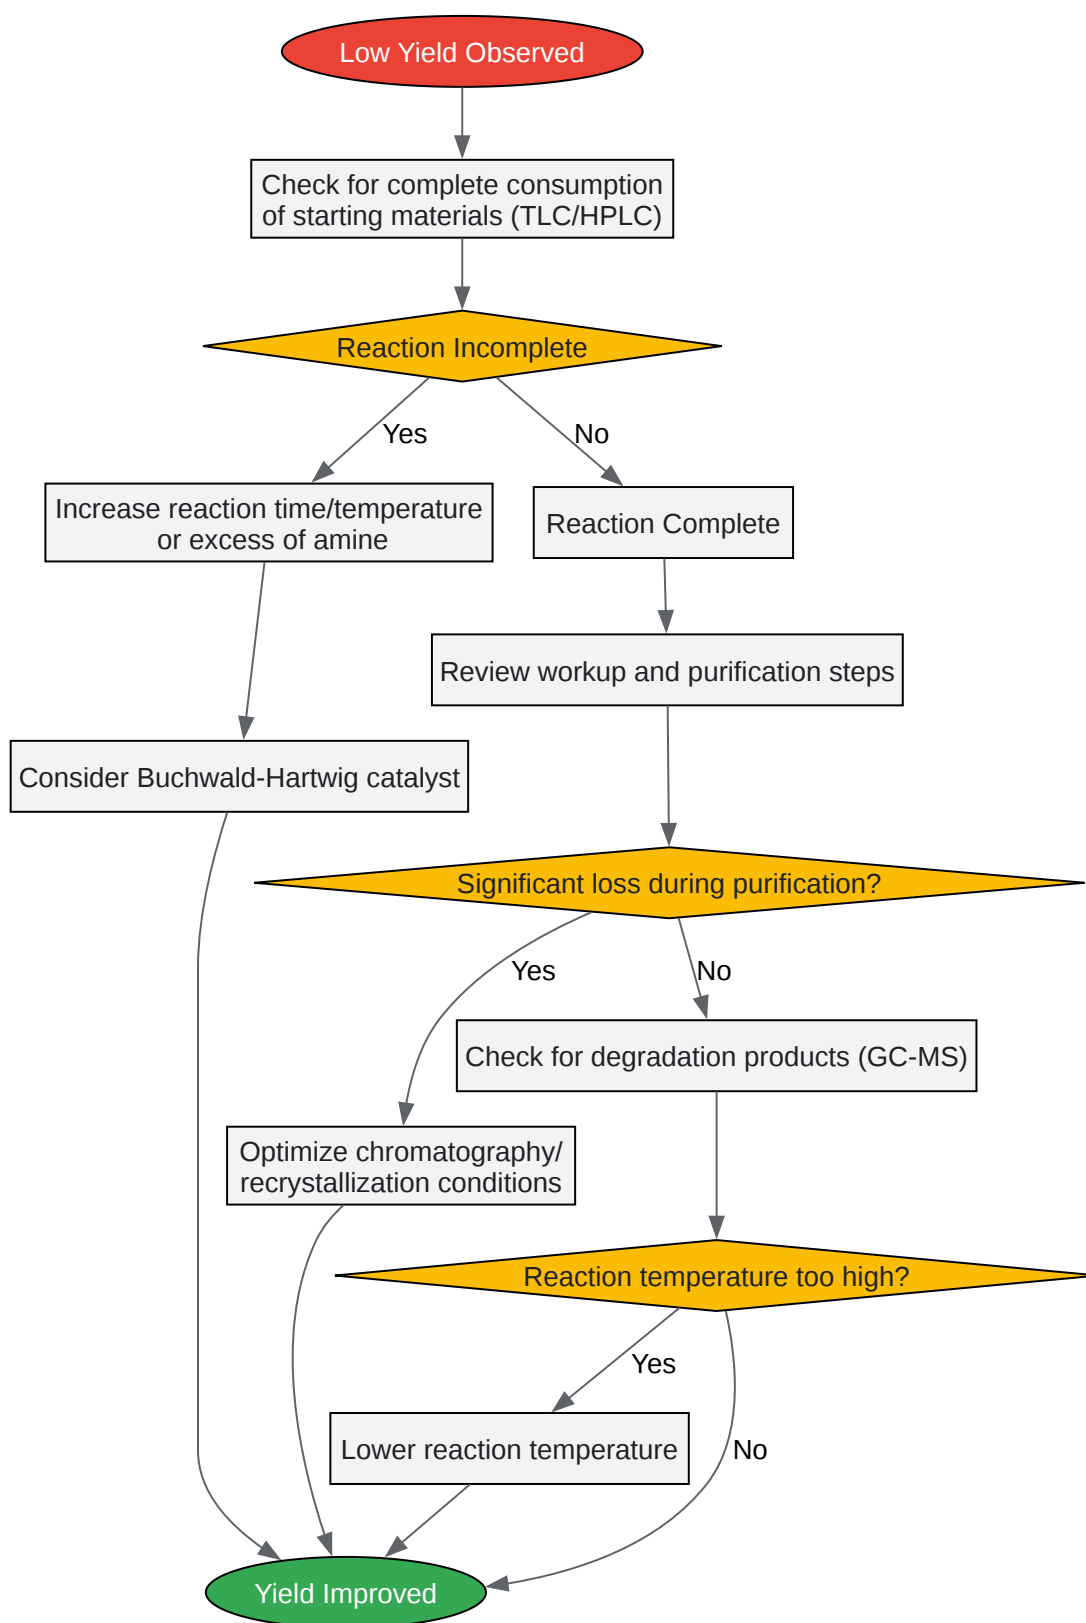 Low Yield Observed
Check for complete consumption
of starting materials (TLC/HPLC)
Reaction Incomplete
Yes
No
Increase reaction time/temperature
or excess of amine
Reaction Complete
Review workup and purification steps
Consider Buchwald-Hartwig catalyst
Significant loss during purification?
Yes
No
Check for degradation products (GC-MS)
Optimize chromatography/
recrystallization conditions
Reaction temperature too high?
Yes
Lower reaction temperature
No
Yield Improved